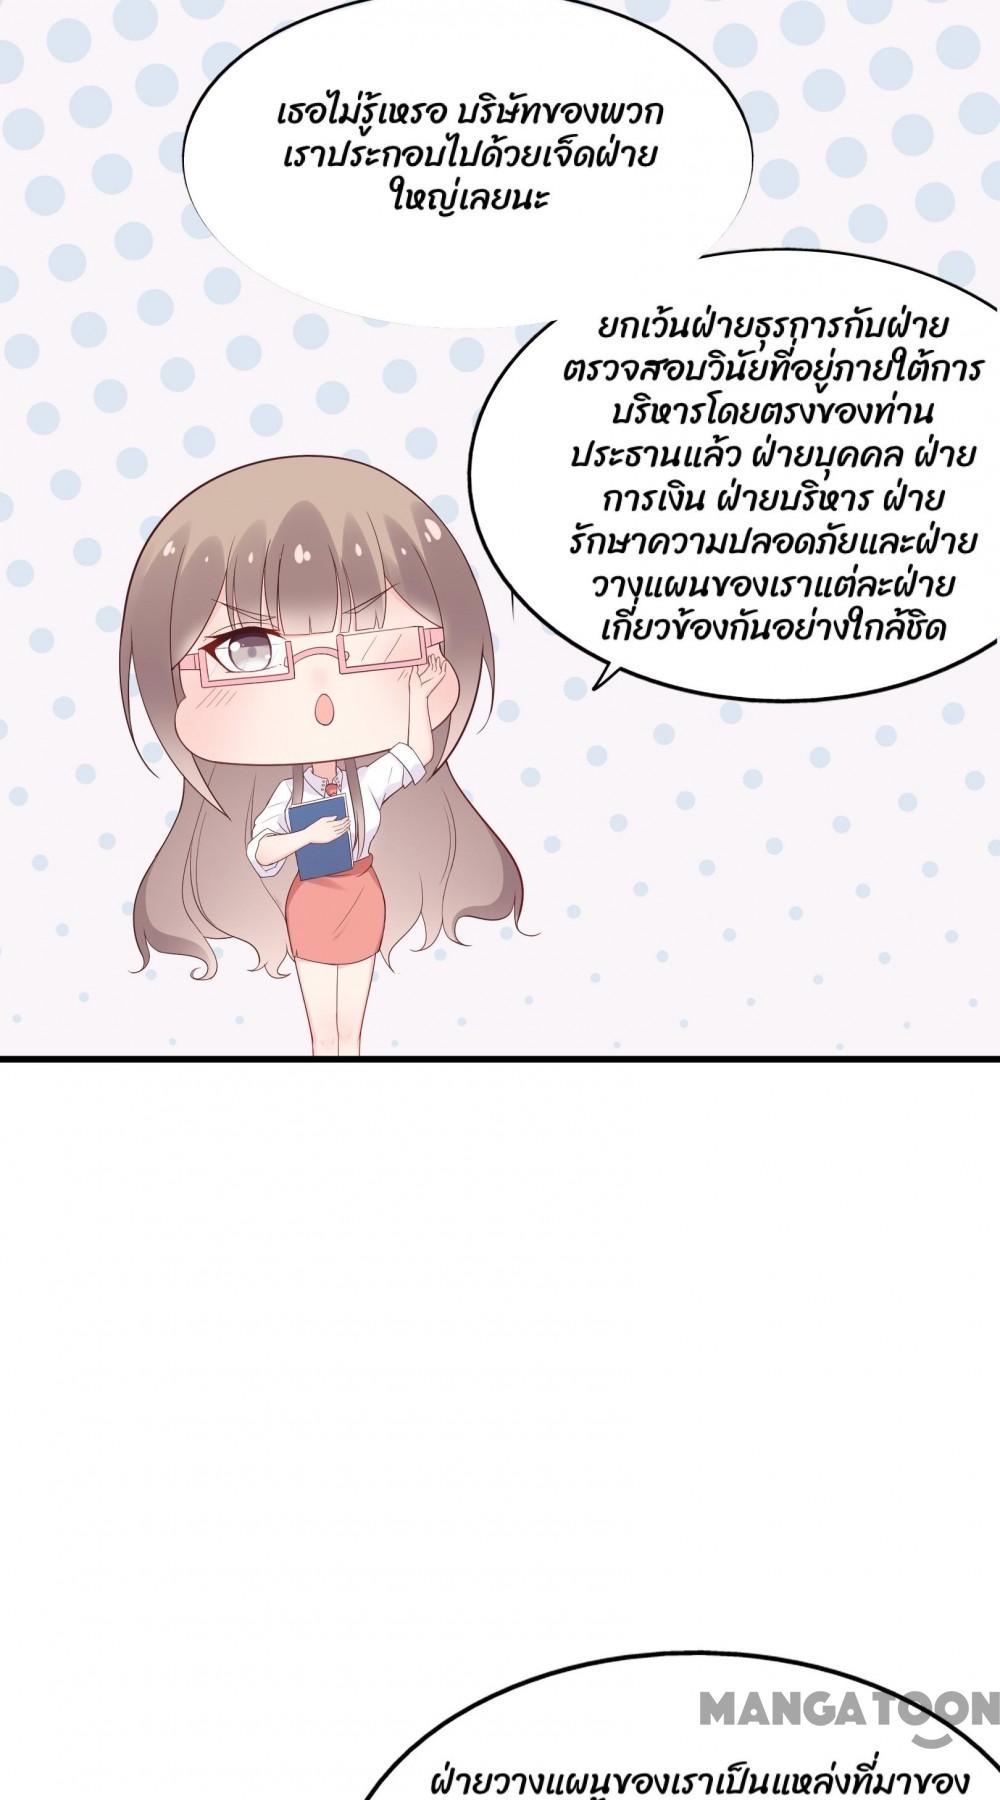 เธอไม่รู้เหรอ บริษัทของพวก
เราประกอบไปด้วยเจ็ดฝ่าย
ใหญ่เลยนะ
ยกเว้นฝ่ายธุรการกับฝ่าย
ตรวจสอบวินัยที่อยู่ภายใต้การ
บริหารโดยตรงของท่าน
ประธานแล้ว ฝ่ายบุคคล ฝ่าย
การเงิน ฝ่ายบริหาร ฝ่าย
รักษาความปลอดภัยและฝ่าย
วางแผนของเราแต่ละฝ่าย
เกี่ยวข้องกันอย่างใกล้ชิด
MANGATOON
ฝ่ายวางแผนของเราเป็นแหล่งที่มาของ